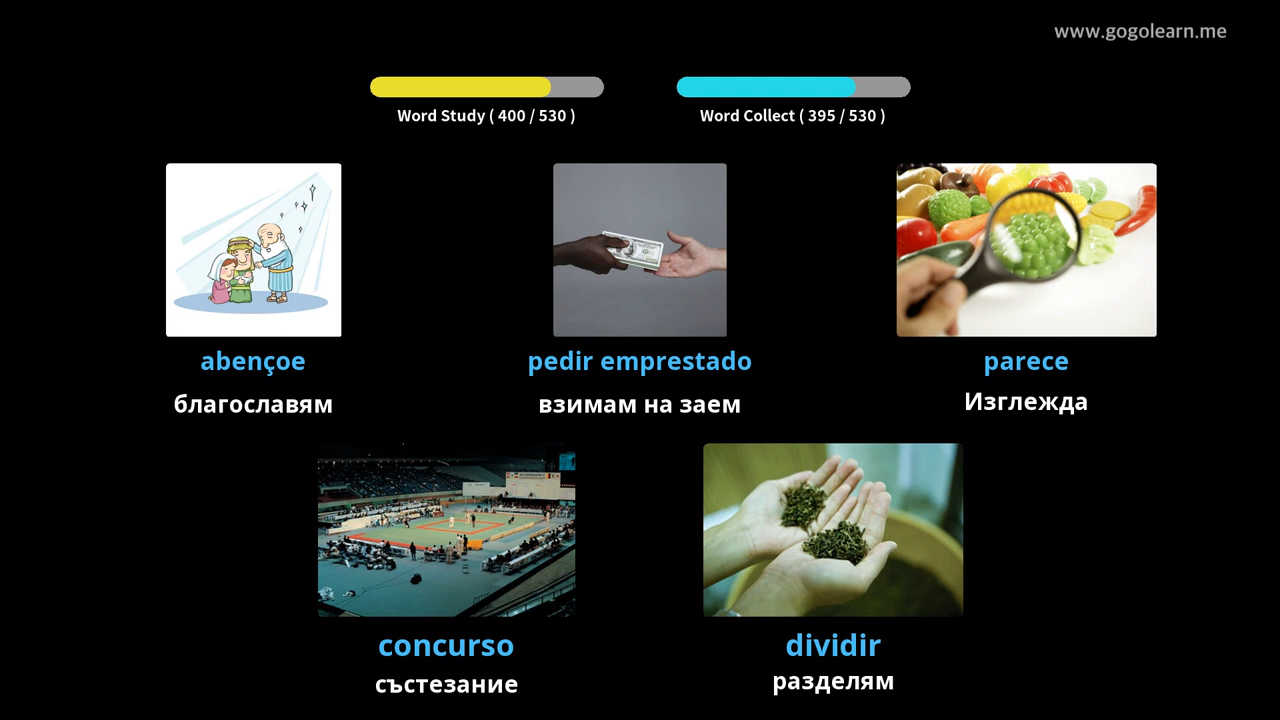 www.gogolearn.me
Word Study ( 400 / 530 )
Word Collect ( 395 / 530 )
abençoe
pedir emprestado
parece
благославям
взимам на заем
Изглежда
concurso
dividir
състезание
разделям